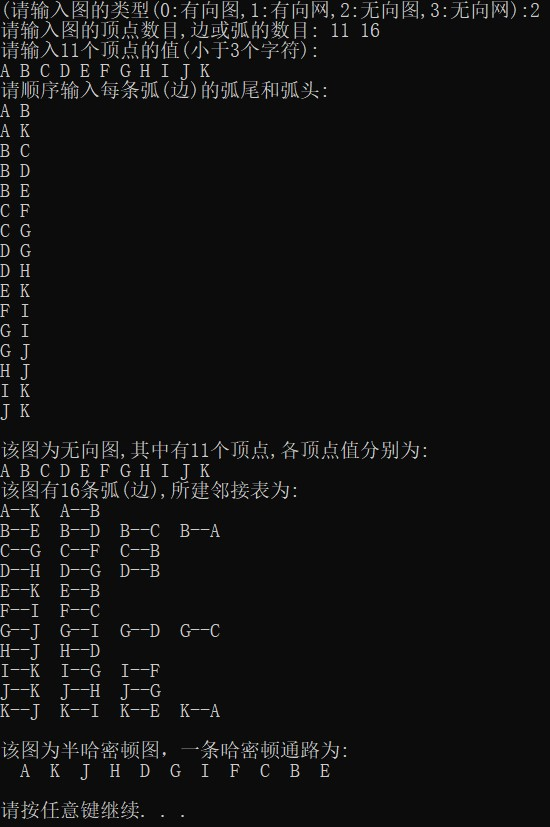 (请输入图的类型(0:有向图,1:有向网,2:无向图,3:无向网):2
请输入图的顶点数目,边或弧的数目: 11 16
请输入11个顶点的值(小于3个字符):
A B C D E F G H I J K
请顺序输入每条弧(边)的弧尾和弧头:
A B
A K
B C
B D
B E
C F
C G
D G
D H
E K
F I
G I
G J
H J
I K
J K
该图为无向图,其中有11个顶点,各顶点值分别为:
A B C D E F G H I J K
该图有16条弧(边),所建邻接表为:
A--K  A--B
B--E  B--D  B--C  B--A
C--G  C--F  C--B
D--H  D--G  D--B
E--K  E--B
F--I  F--C
G--J  G--I  G--D  G--C
H--J  H--D
I--K  I--G  I--F
J--K  J--H  J--G
K--J  K--I  K--E  K--A
该图为半哈密顿图，一条哈密顿通路为:
A  K  J  H  D  G  I  F  C  B  E
请按任意键继续. . .